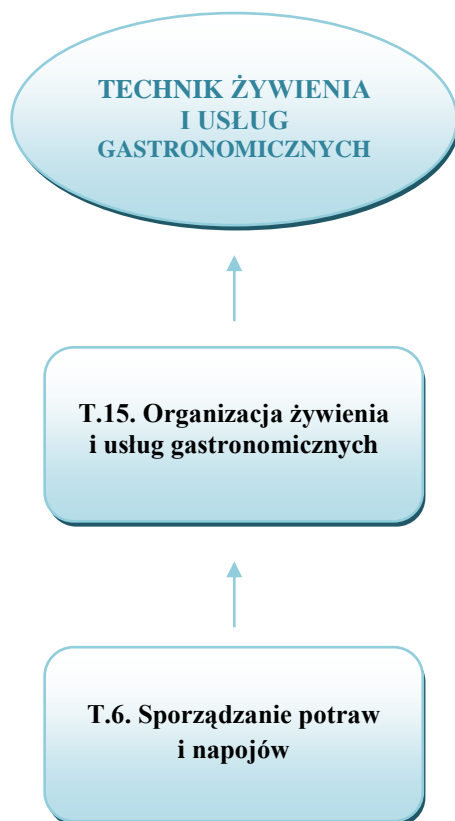 TECHNIK ŻYWIENIA
I USŁUG
GASTRONOMICZNYCH
T.15. Organizacja żywienia
i usług gastronomicznych
T.6. Sporządzanie potraw
i napojów